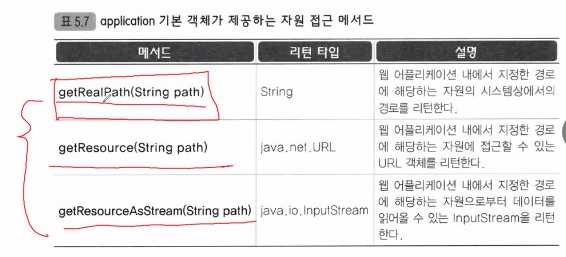 표 5.7 application 기본 객체가 제공하는 자원 접근 메서드
메서드 리턴 타입 설명
getRealPath(String path) String 웹 어플리케이션 내에서 지정한 경로
에 해당하는 자원의 시스템상에서의
경로를 리턴한다.
getResource(String path) java.net.URL 웹 어플리케이션 내에서 지정한 경로
에 해당하는 자원에 접근할 수 있는
URL 객체를 리턴한다.
getResourceAsStream(String path) java.io.InputStream 웹 어플리케이션 내에서 지정한 경로
에 해당하는 자원으로부터 데이터를
읽어올 수 있는 InputStream을 리턴
한다.